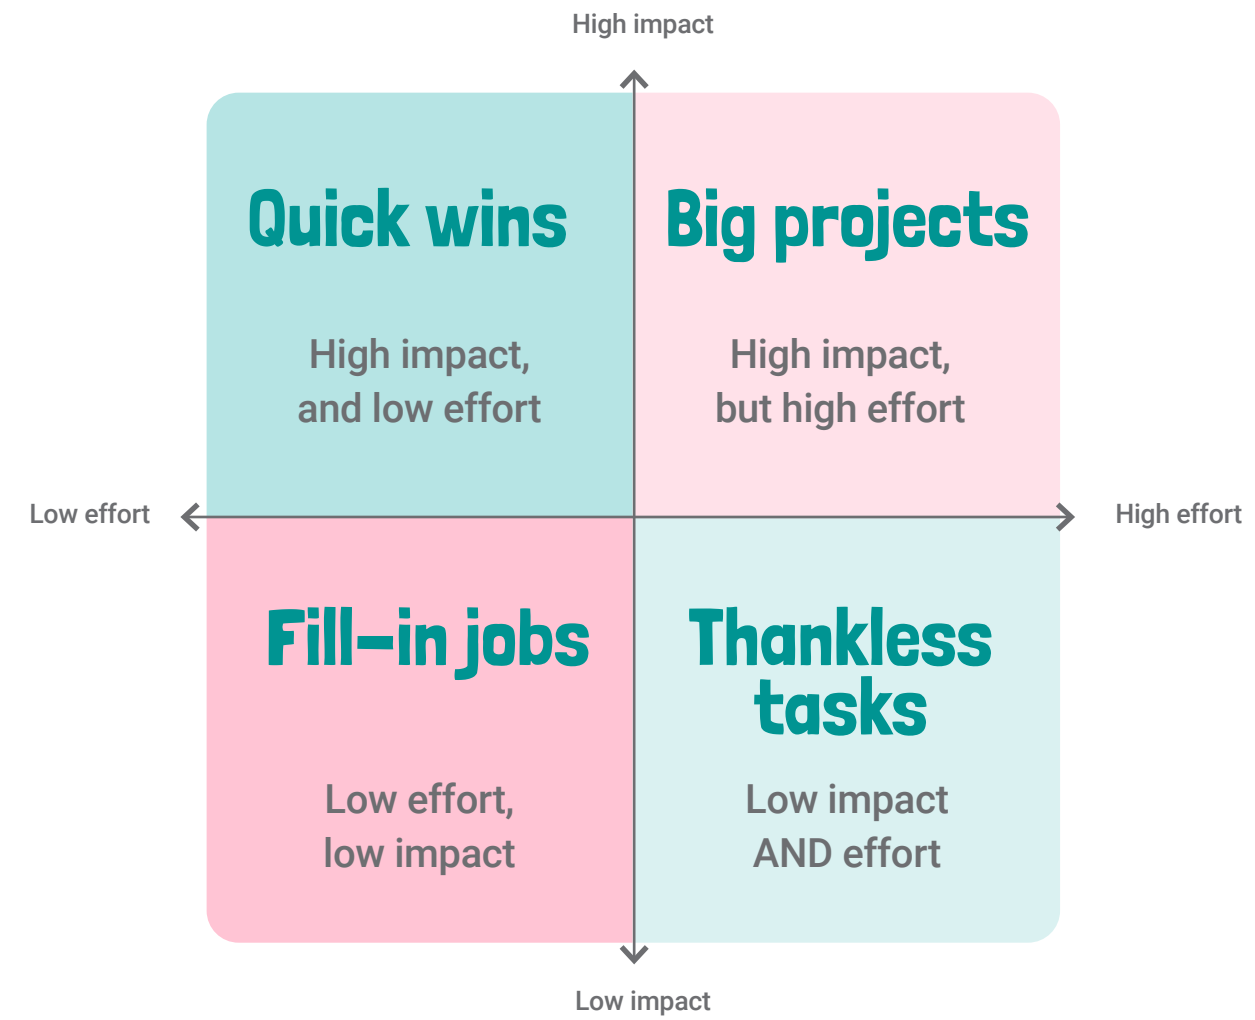 High impact
Quick wins
High impact,
and low effort
Big projects
High impact,
but high effort
Low effort
High effort
Fill-in jobs
Low effort,
low impact
Thankless
tasks
Low impact
AND effort
Low impact